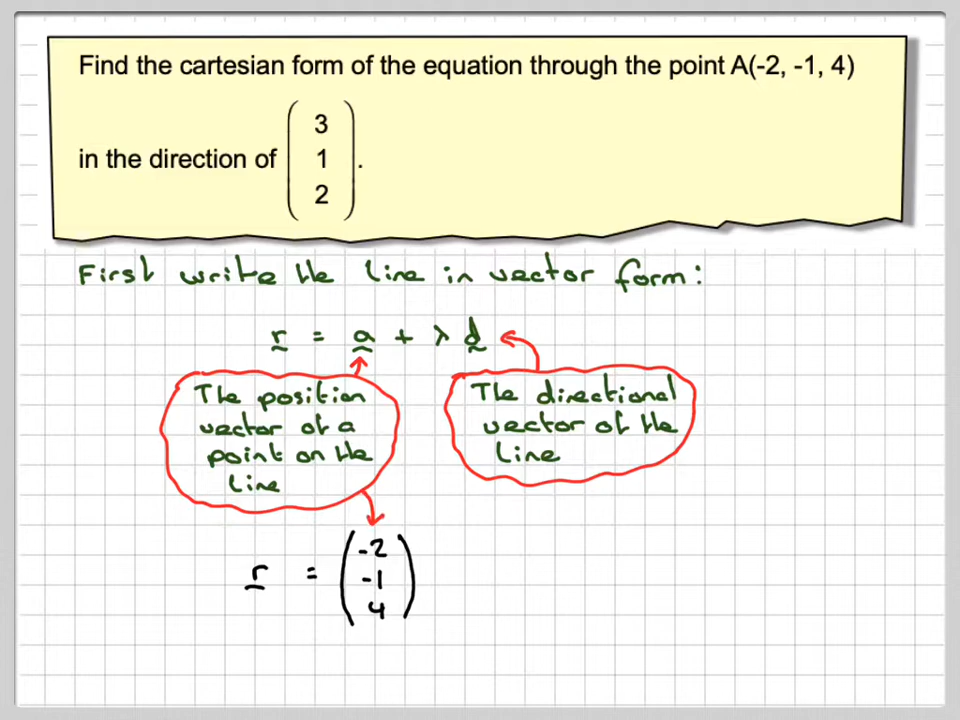 Find the cartesian form of the equation through the point A(-2, -1, 4)
in the direction of ( 3
1
2 ).
First write the line in vector form:
r = a + λ d
The position
vector of a
point on the
line
The directional
vector of the
line
r = ( -2
-1
4 )